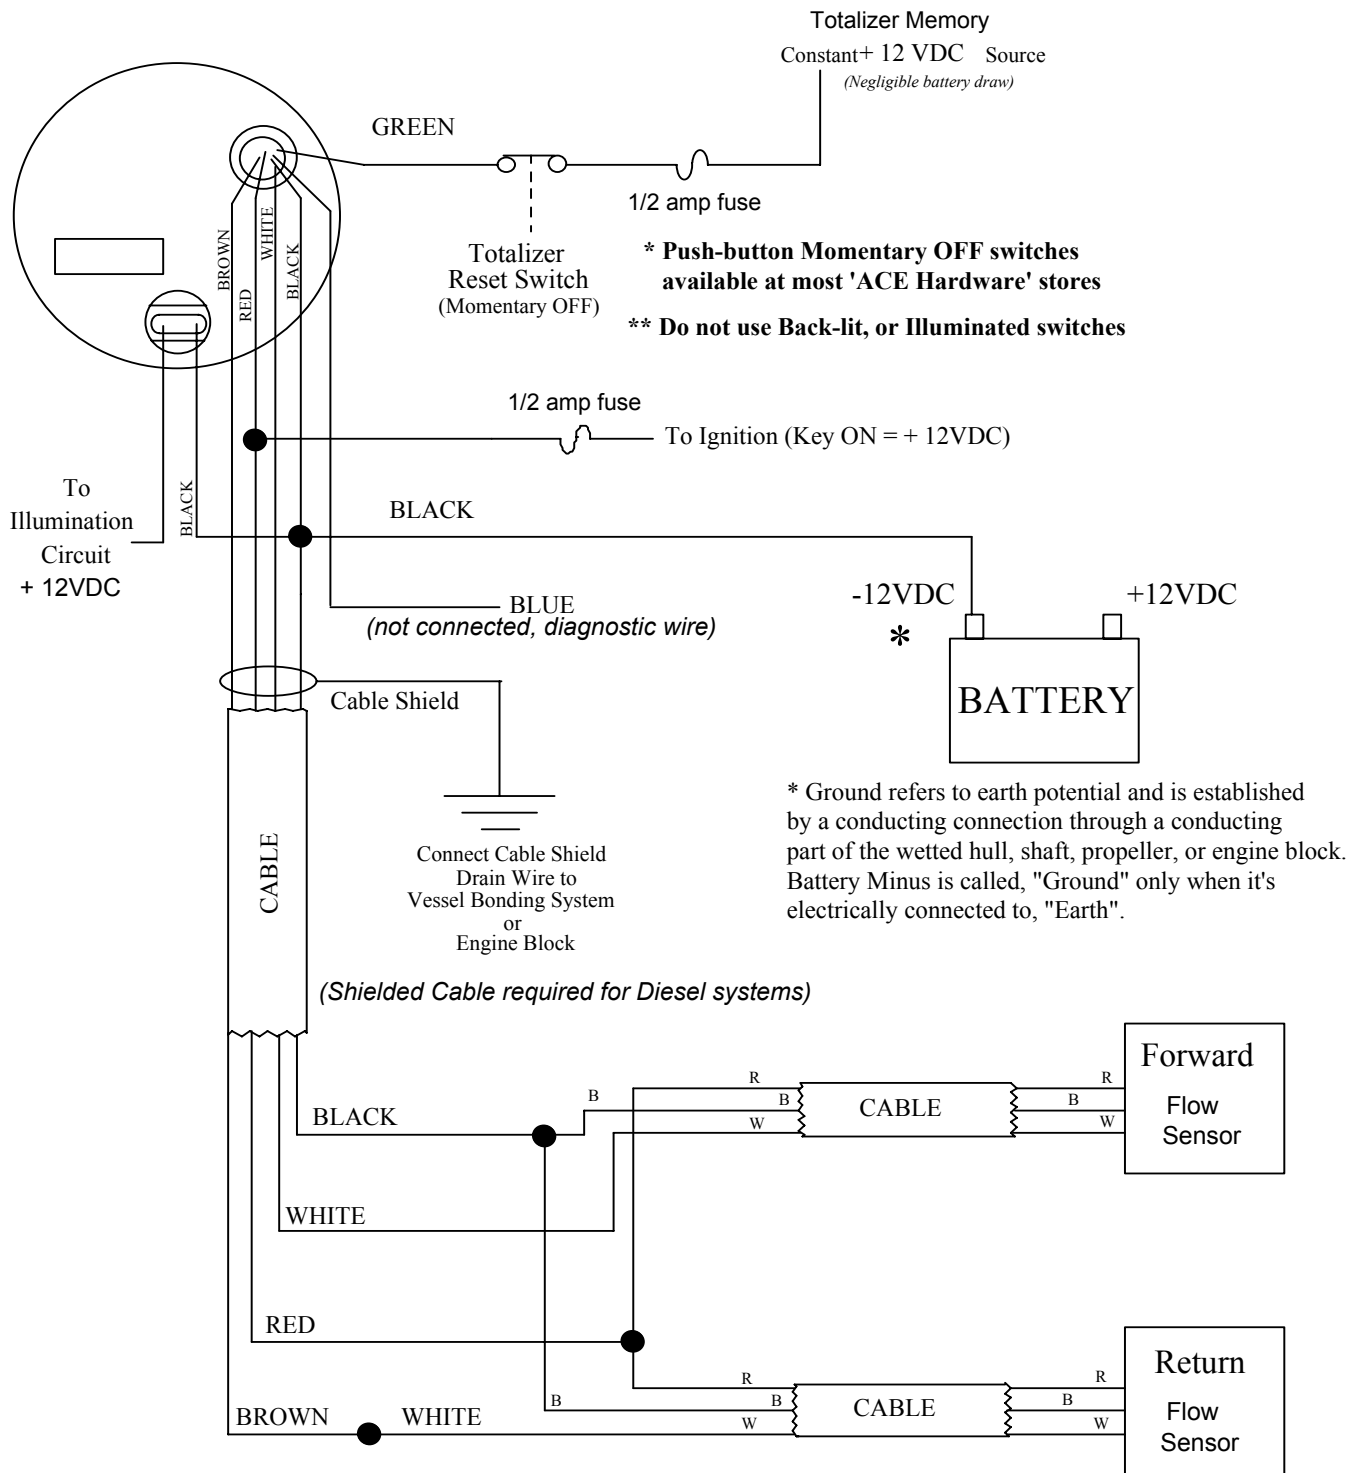 Totalizer Memory
Constant+ 12 VDC Source
(Negligible battery draw)
GREEN
1/2 amp fuse
Totalizer
Reset Switch
(Momentary OFF)
* Push-button Momentary OFF switches
available at most 'ACE Hardware' stores
** Do not use Back-lit, or Illuminated switches
BROWN
RED
WHITE
BLACK
1/2 amp fuse
To Ignition (Key ON = + 12VDC)
To
Illumination
Circuit
+ 12VDC
BLACK
BLACK
BLUE
(not connected, diagnostic wire)
-12VDC
+12VDC
*
BATTERY
Cable Shield
* Ground refers to earth potential and is established
by a conducting connection through a conducting
part of the wetted hull, shaft, propeller, or engine block.
Battery Minus is called, "Ground" only when it's
electrically connected to, "Earth".
CABLE
Connect Cable Shield
Drain Wire to
Vessel Bonding System
or
Engine Block
(Shielded Cable required for Diesel systems)
BLACK
B
R
B
W
CABLE
R
B
W
Forward
Flow
Sensor
WHITE
RED
BROWN
WHITE
B
R
B
W
CABLE
R
B
W
Return
Flow
Sensor